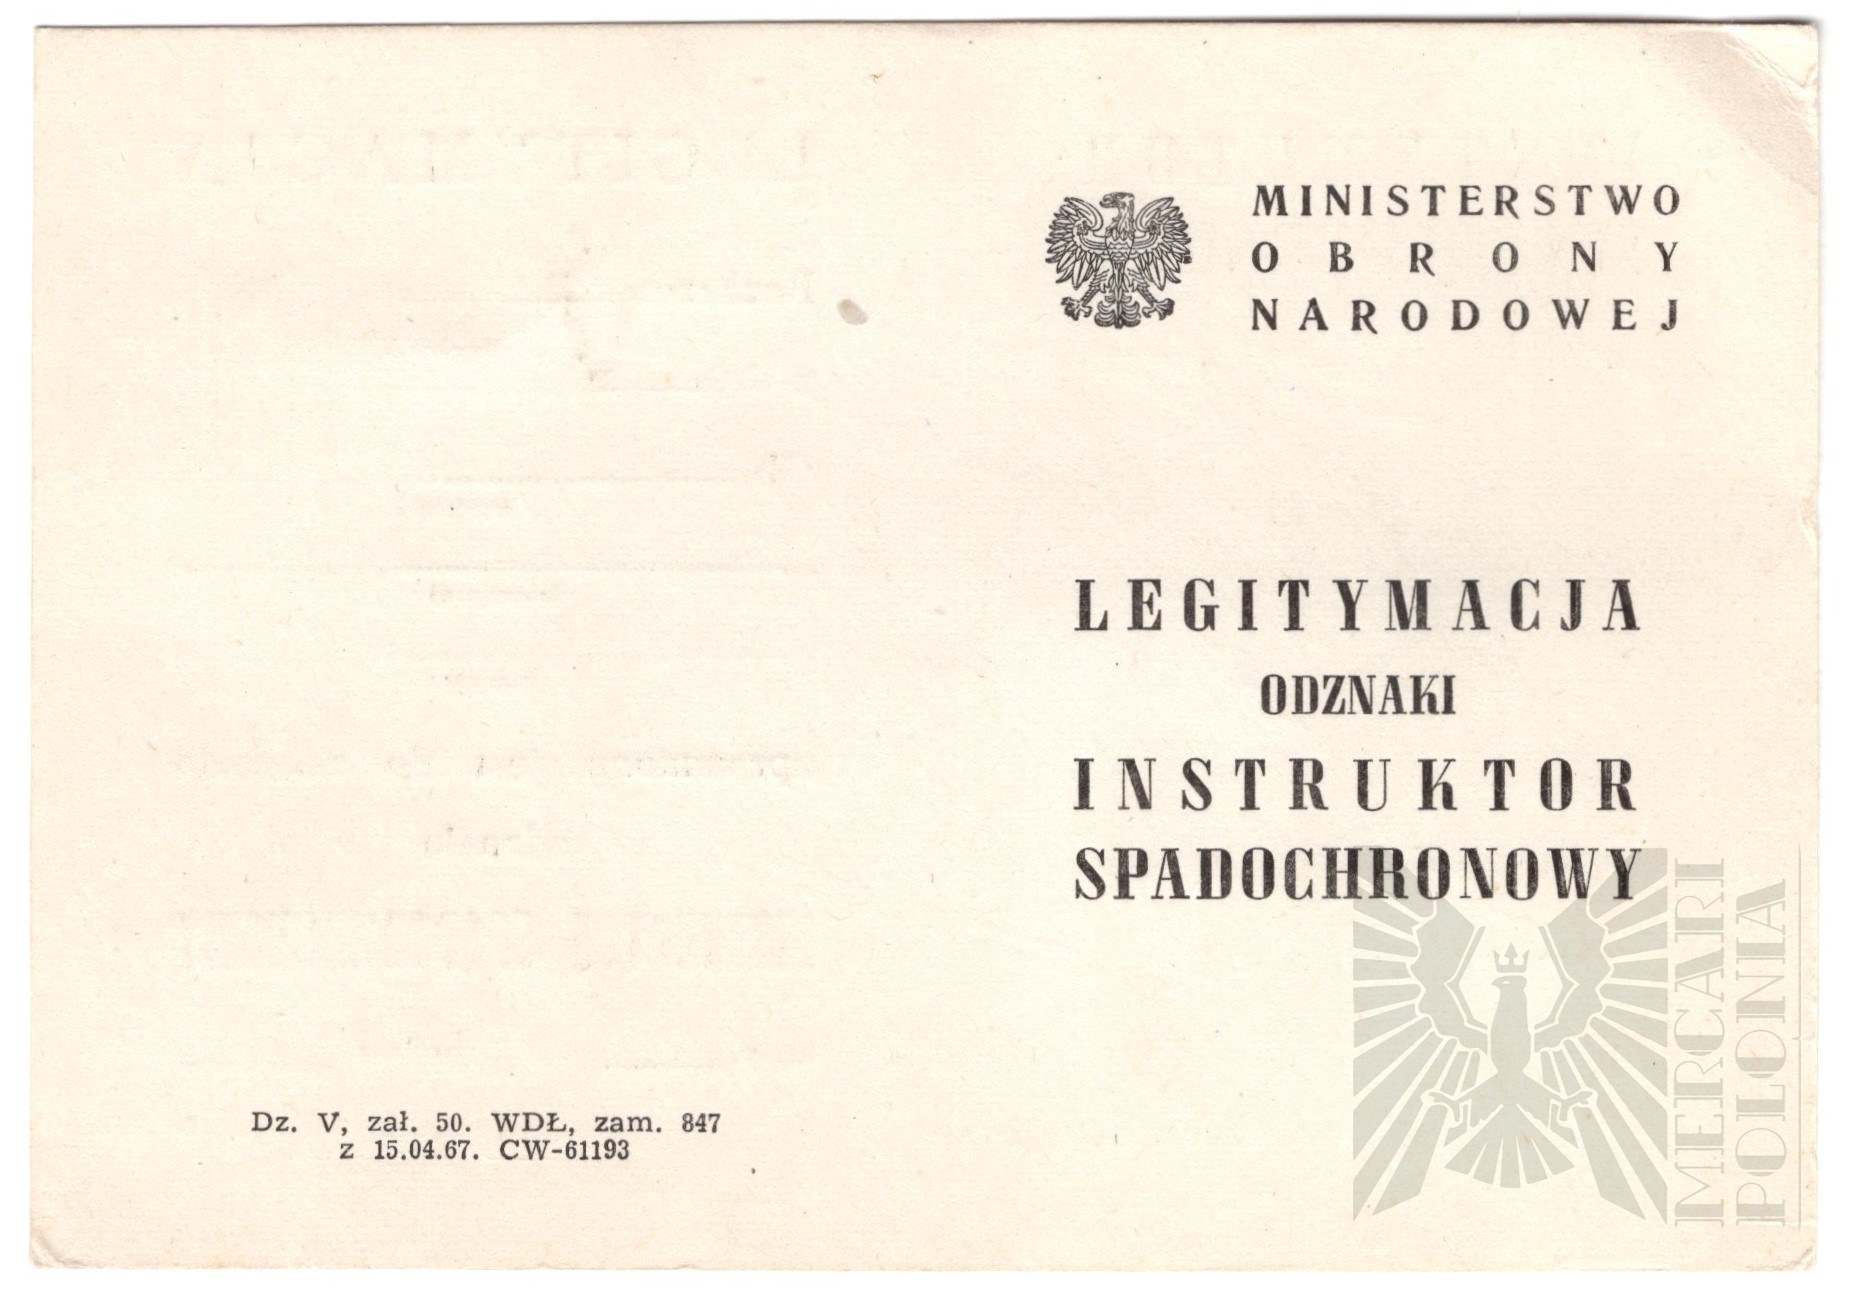 MINISTERSTWO
OBRONY
NARODOWEJ
LEGITYMACJA
ODZNAKI
INSTRUKTOR
SPADOCHRONOWY
Dz. V, zał. 50. WDŁ, zam. 847
z 15.04.67. CW-61193
MERCARI
POLONIA